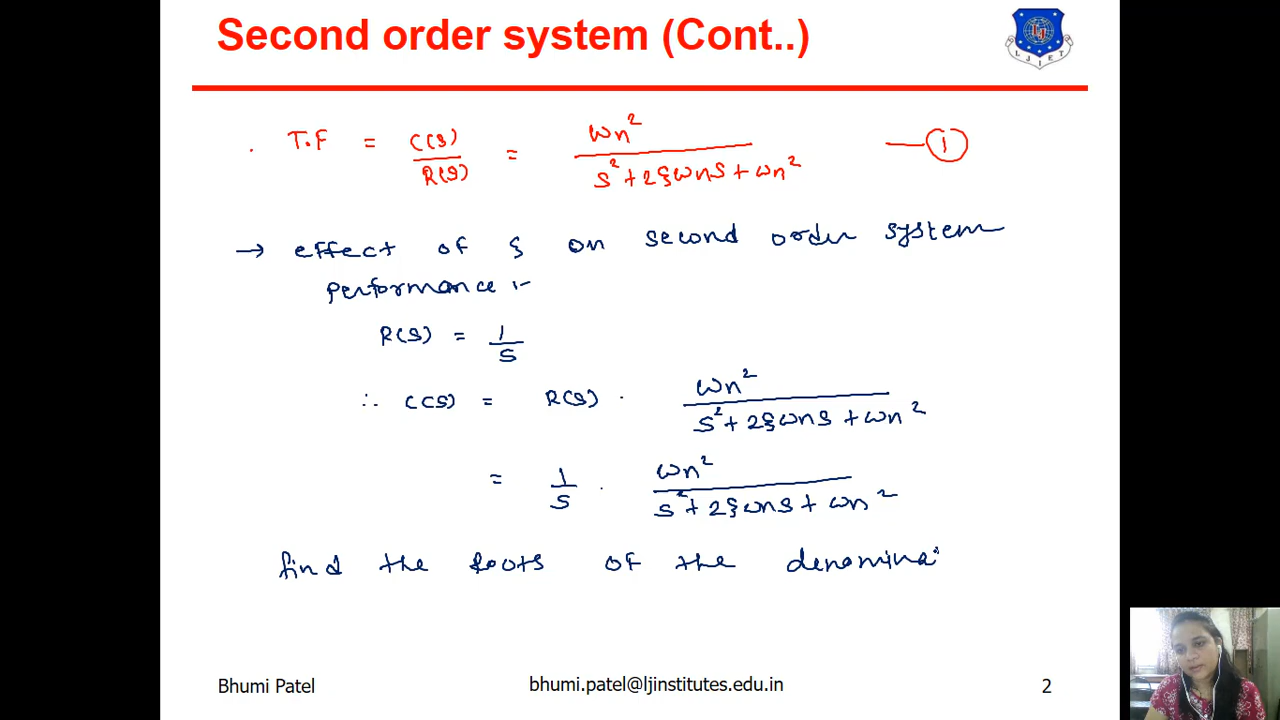 Second order system (Cont..)
LJIET
T.F = C(S)/R(S) = ωn²/(s²+2ξωns+ωn²) — ①
→ effect of ξ on second order system
performance :-
R(S) = 1/s
∴ C(S) = R(S) · ωn²/(s²+2ξωns+ωn²)
= 1/s · ωn²/(s²+2ξωns+ωn²)
find the roots of the denomina
Bhumi Patel bhumi.patel@ljinstitutes.edu.in 2